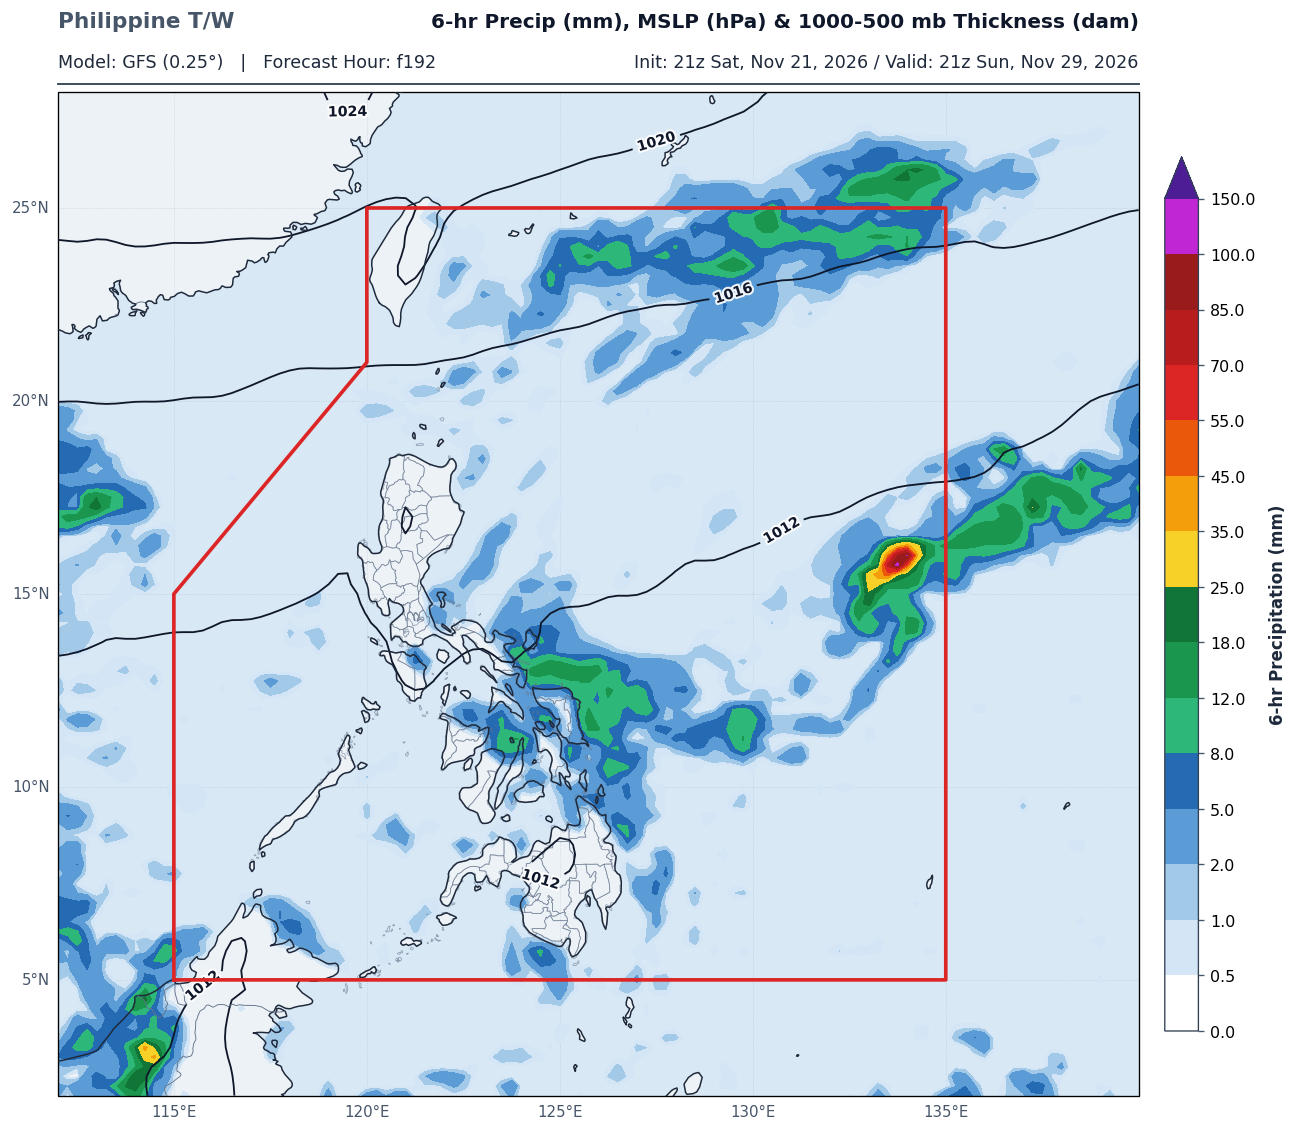 Philippine T/W
6-hr Precip (mm), MSLP (hPa) & 1000-500 mb Thickness (dam)
Model: GFS (0.25°) | Forecast Hour: f192
Init: 21z Sat, Nov 21, 2026 / Valid: 21z Sun, Nov 29, 2026
1024
1020
1016
1012
1012
1012
25°N
20°N
15°N
10°N
5°N
115°E
120°E
125°E
130°E
135°E
150.0
100.0
85.0
70.0
55.0
45.0
35.0
25.0
18.0
12.0
8.0
5.0
2.0
1.0
0.5
0.0
6-hr Precipitation (mm)